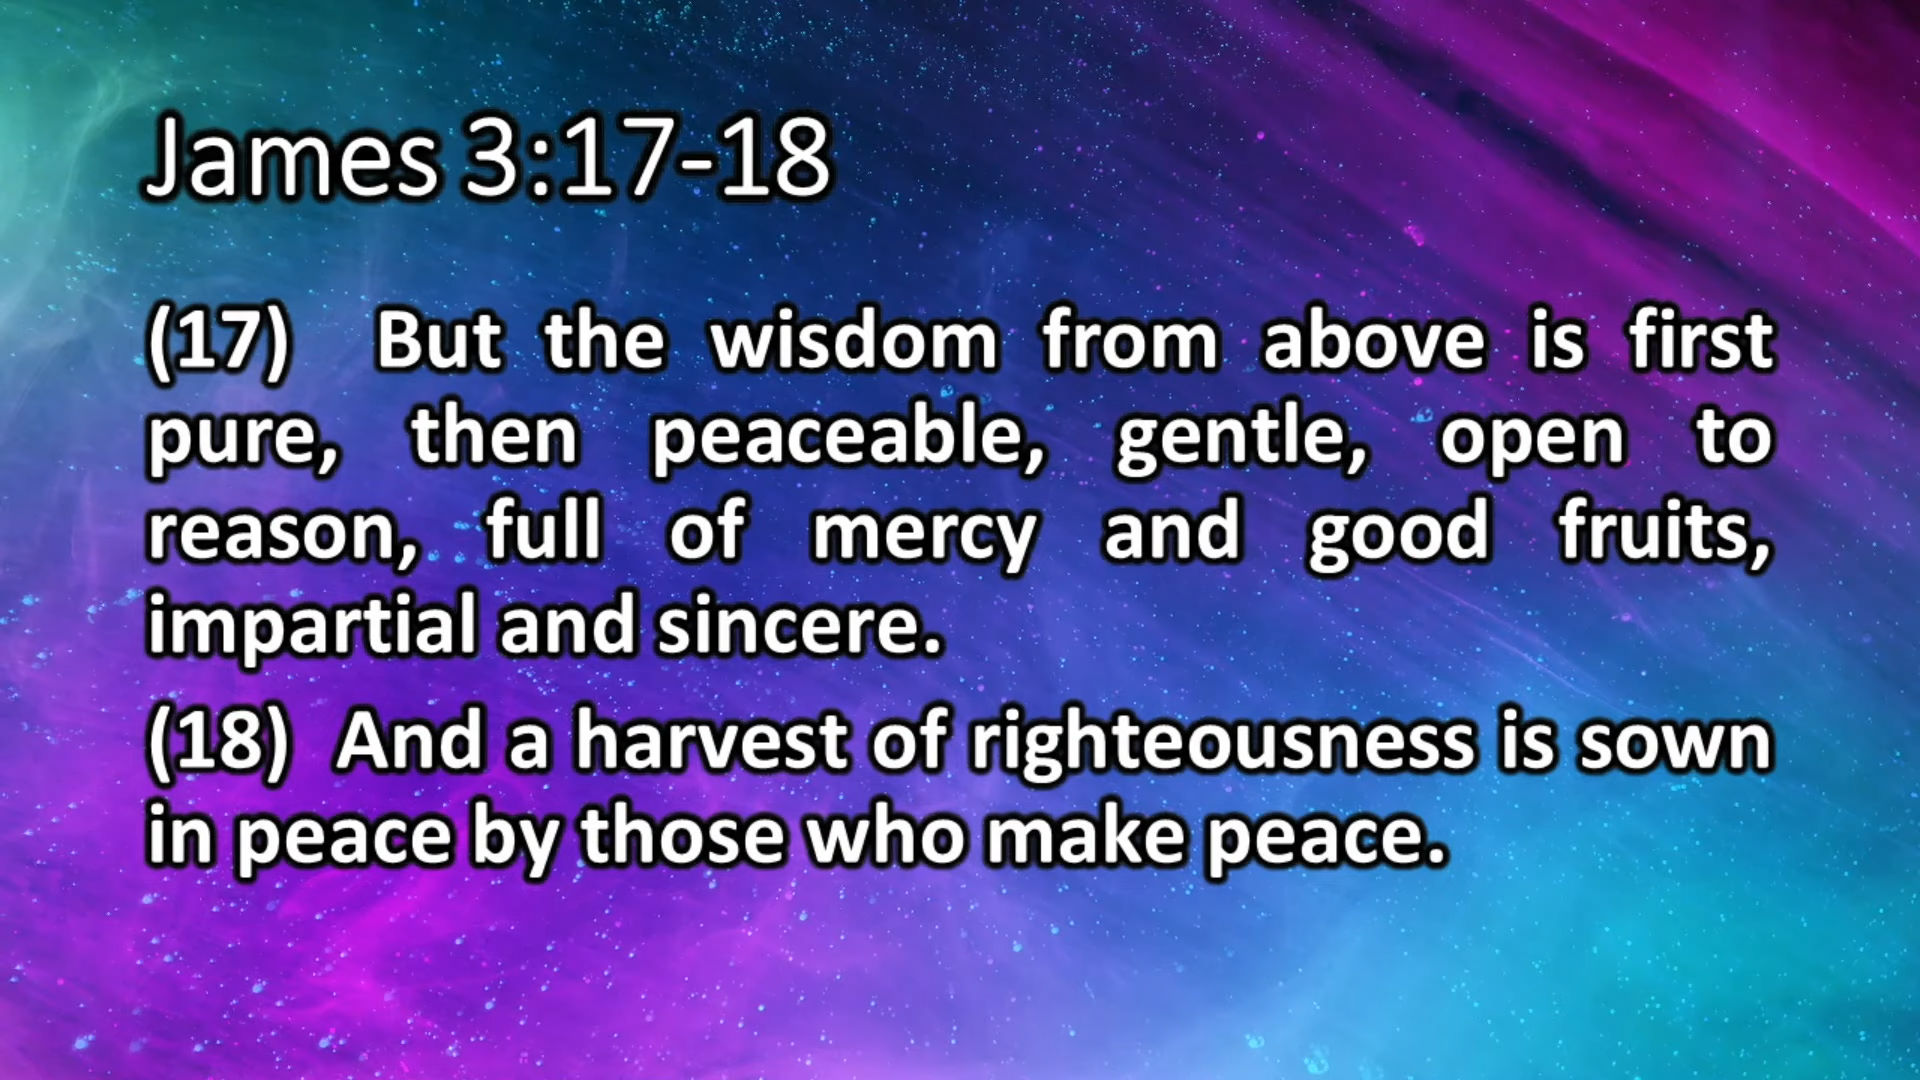 James 3:17-18
(17) But the wisdom from above is first
pure, then peaceable, gentle, open to
reason, full of mercy and good fruits,
impartial and sincere.
(18) And a harvest of righteousness is sown
in peace by those who make peace.